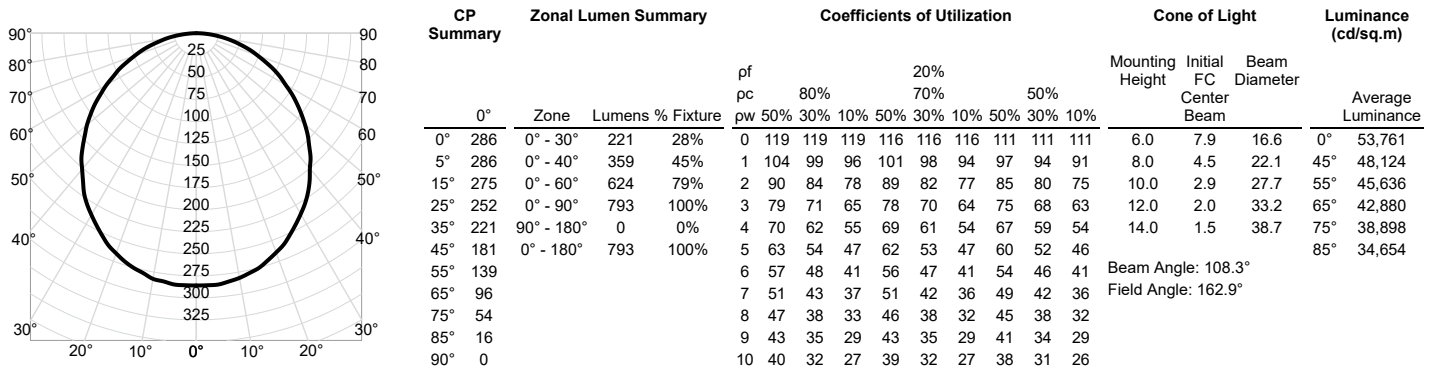 90° 90
80° 25 80
70° 50 70
75
60° 100 60
125
50° 150 50°
175
200
40° 225 40°
250
275
300
325
30° 30°
20° 10° 0° 10° 20°
CP Summary
0°
0° 286
5° 286
15° 275
25° 252
35° 221
45° 181
55° 139
65° 96
75° 54
85° 16
90° 0
Zonal Lumen Summary
Zone Lumens % Fixture
0° - 30° 221 28%
0° - 40° 359 45%
0° - 60° 624 79%
0° - 90° 793 100%
90° - 180° 0 0%
0° - 180° 793 100%
Coefficients of Utilization
ρf 20%
ρc 80% 70% 50%
ρw 50% 30% 10% 50% 30% 10% 50% 30% 10%
0 119 119 119 116 116 116 111 111 111
1 104 99 96 101 98 94 97 94 91
2 90 84 78 89 82 77 85 80 75
3 79 71 65 78 70 64 75 68 63
4 70 62 55 69 61 54 67 59 54
5 63 54 47 62 53 47 60 52 46
6 57 48 41 56 47 41 54 46 41
7 51 43 37 51 42 36 49 42 36
8 47 38 33 46 38 32 45 38 32
9 43 35 29 43 35 29 41 34 29
10 40 32 27 39 32 27 38 31 26
Cone of Light
Mounting Height Initial FC Center Beam Beam Diameter
6.0 7.9 16.6
8.0 4.5 22.1
10.0 2.9 27.7
12.0 2.0 33.2
14.0 1.5 38.7
Beam Angle: 108.3°
Field Angle: 162.9°
Luminance
(cd/sq.m)
Average
Luminance
0° 53,761
45° 48,124
55° 45,636
65° 42,880
75° 38,898
85° 34,654